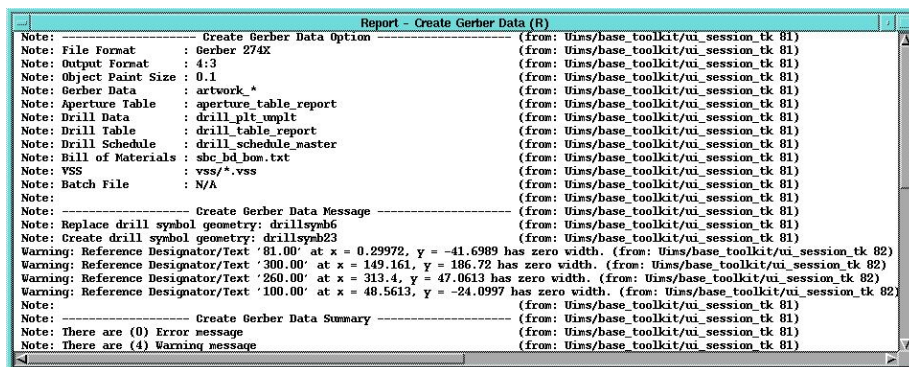 Report - Create Gerber Data (R)
Note: -------------------- Create Gerber Data Option -------------------- (from: Uims/base_toolkit/ui_session_tk 81)
Note: File Format : Gerber 274X (from: Uims/base_toolkit/ui_session_tk 81)
Note: Output Format : 4:3 (from: Uims/base_toolkit/ui_session_tk 81)
Note: Object Paint Size : 0.1 (from: Uims/base_toolkit/ui_session_tk 81)
Note: Gerber Data : artwork_* (from: Uims/base_toolkit/ui_session_tk 81)
Note: Aperture Table : aperture_table_report (from: Uims/base_toolkit/ui_session_tk 81)
Note: Drill Data : drill_plt_unplt (from: Uims/base_toolkit/ui_session_tk 81)
Note: Drill Table : drill_table_report (from: Uims/base_toolkit/ui_session_tk 81)
Note: Drill Schedule : drill_schedule_master (from: Uims/base_toolkit/ui_session_tk 81)
Note: Bill of Materials : sbc_bd_bom.txt (from: Uims/base_toolkit/ui_session_tk 81)
Note: VSS : vss/*.vss (from: Uims/base_toolkit/ui_session_tk 81)
Note: Batch File : N/A (from: Uims/base_toolkit/ui_session_tk 81)
Note: (from: Uims/base_toolkit/ui_session_tk 81)
Note: -------------------- Create Gerber Data Message -------------------- (from: Uims/base_toolkit/ui_session_tk 81)
Note: Replace drill symbol geometry: drillsymb6 (from: Uims/base_toolkit/ui_session_tk 81)
Note: Create drill symbol geometry: drillsymb23 (from: Uims/base_toolkit/ui_session_tk 81)
Warning: Reference Designator/Text '81.00' at x = 0.29972, y = -41.6989 has zero width. (from: Uims/base_toolkit/ui_session_tk 82)
Warning: Reference Designator/Text '300.00' at x = 149.161, y = 186.72 has zero width. (from: Uims/base_toolkit/ui_session_tk 82)
Warning: Reference Designator/Text '260.00' at x = 313.4, y = 47.0613 has zero width. (from: Uims/base_toolkit/ui_session_tk 82)
Warning: Reference Designator/Text '100.00' at x = 48.5613, y = -24.0997 has zero width. (from: Uims/base_toolkit/ui_session_tk 82)
Note: (from: Uims/base_toolkit/ui_session_tk 81)
Note: -------------------- Create Gerber Data Summary -------------------- (from: Uims/base_toolkit/ui_session_tk 81)
Note: There are (0) Error message (from: Uims/base_toolkit/ui_session_tk 81)
Note: There are (4) Warning message (from: Uims/base_toolkit/ui_session_tk 81)